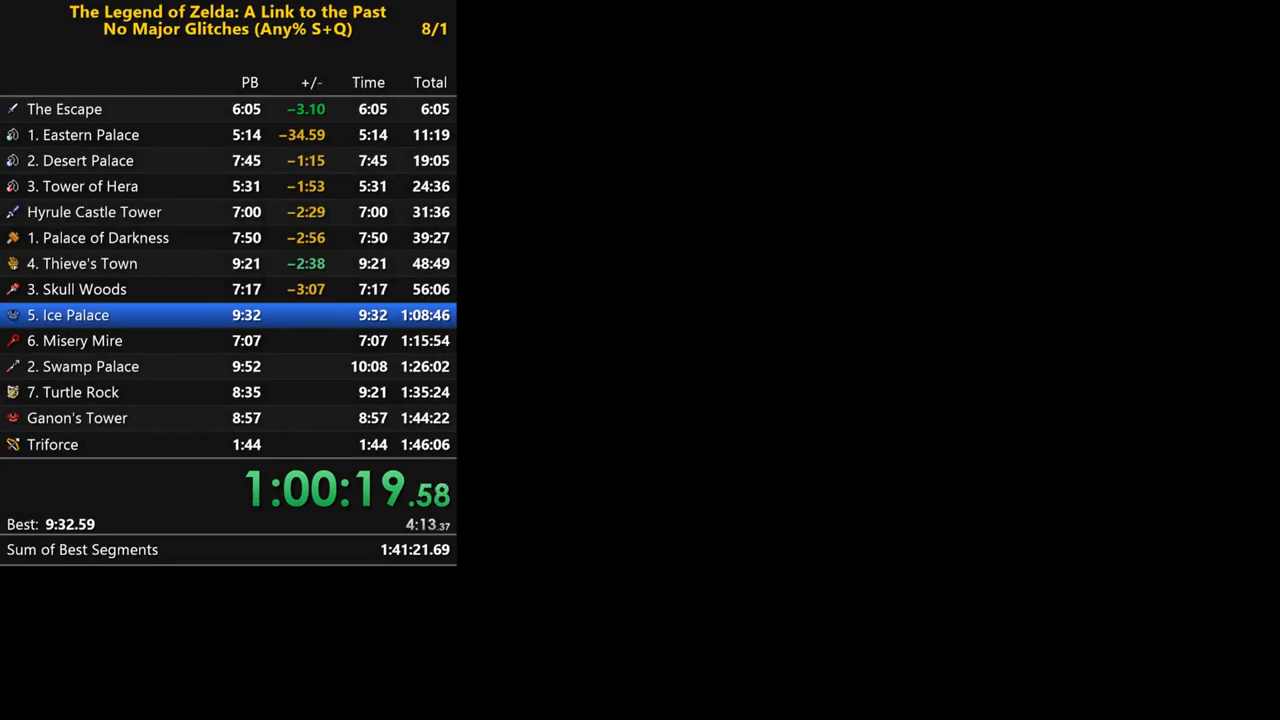 The Legend of Zelda: A Link to the Past
No Major Glitches (Any% S+Q) 8/1
PB +/- Time Total
The Escape 6:05 −3.10 6:05 6:05
1. Eastern Palace 5:14 −34.59 5:14 11:19
2. Desert Palace 7:45 −1:15 7:45 19:05
3. Tower of Hera 5:31 −1:53 5:31 24:36
Hyrule Castle Tower 7:00 −2:29 7:00 31:36
1. Palace of Darkness 7:50 −2:56 7:50 39:27
4. Thieve's Town 9:21 −2:38 9:21 48:49
3. Skull Woods 7:17 −3:07 7:17 56:06
5. Ice Palace 9:32 9:32 1:08:46
6. Misery Mire 7:07 7:07 1:15:54
2. Swamp Palace 9:52 10:08 1:26:02
7. Turtle Rock 8:35 9:21 1:35:24
Ganon's Tower 8:57 8:57 1:44:22
Triforce 1:44 1:44 1:46:06
1:00:19.58
Best: 9:32.59 4:13.37
Sum of Best Segments 1:41:21.69